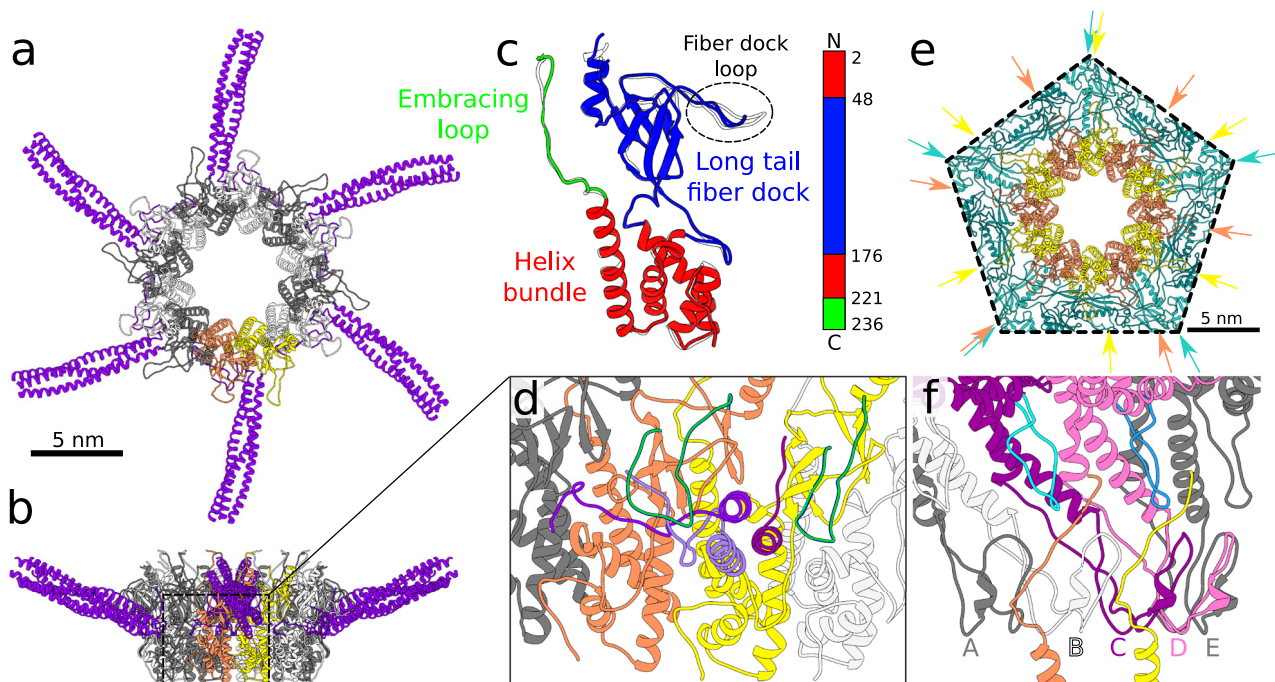 a
5 nm
b
c
Embracing
loop
Fiber dock
loop
Long tail
fiber dock
Helix
bundle
N
2
48
176
221
236
C
d
e
5 nm
f
A
B
C
D
E